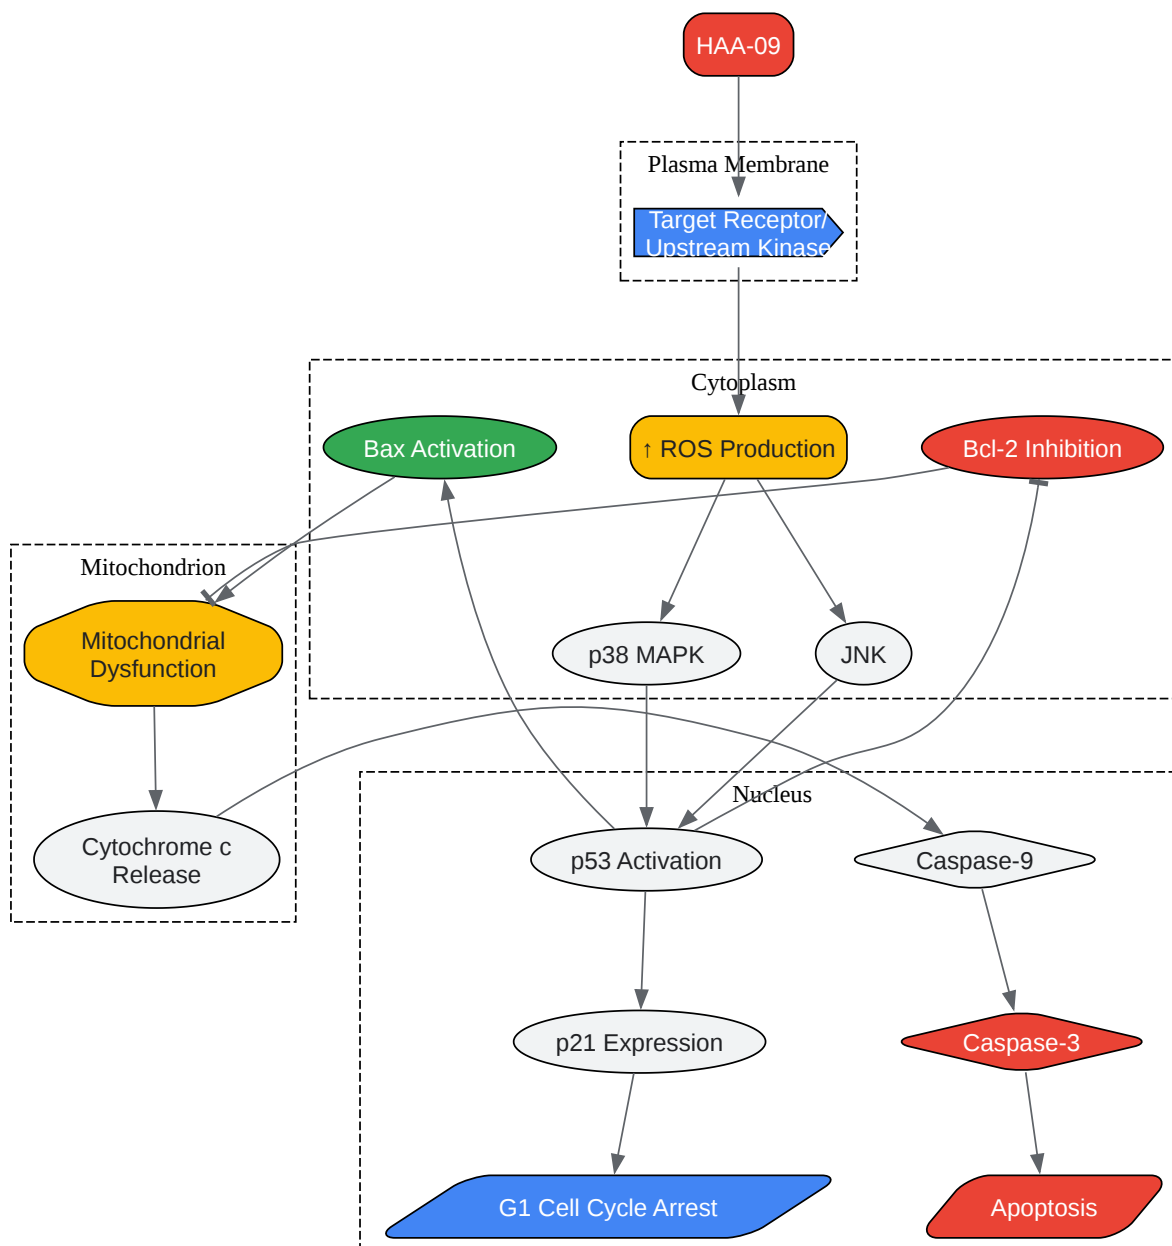 HAA-09
Plasma Membrane
Target Receptor/
Upstream Kinase
Cytoplasm
Bax Activation
↑ ROS Production
Bcl-2 Inhibition
Mitochondrion
Mitochondrial
Dysfunction
p38 MAPK
JNK
Nucleus
Cytochrome c
Release
p53 Activation
Caspase-9
p21 Expression
Caspase-3
G1 Cell Cycle Arrest
Apoptosis